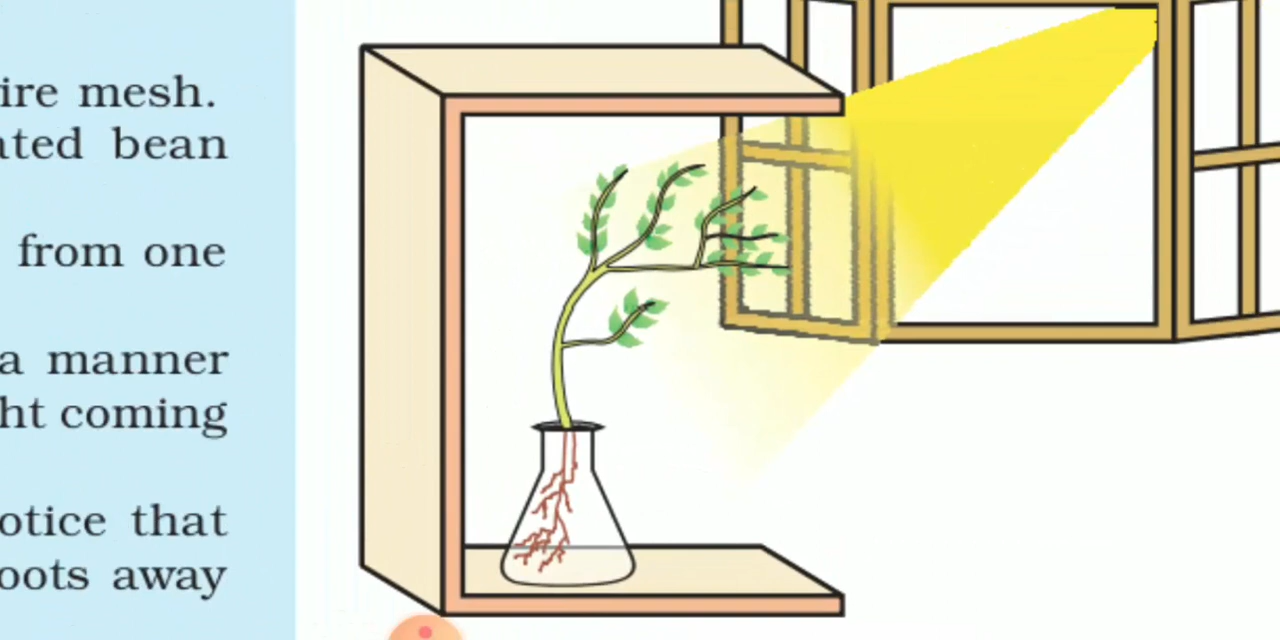 ire mesh.
ated bean
from one
a manner
ht coming
otice that
oots away